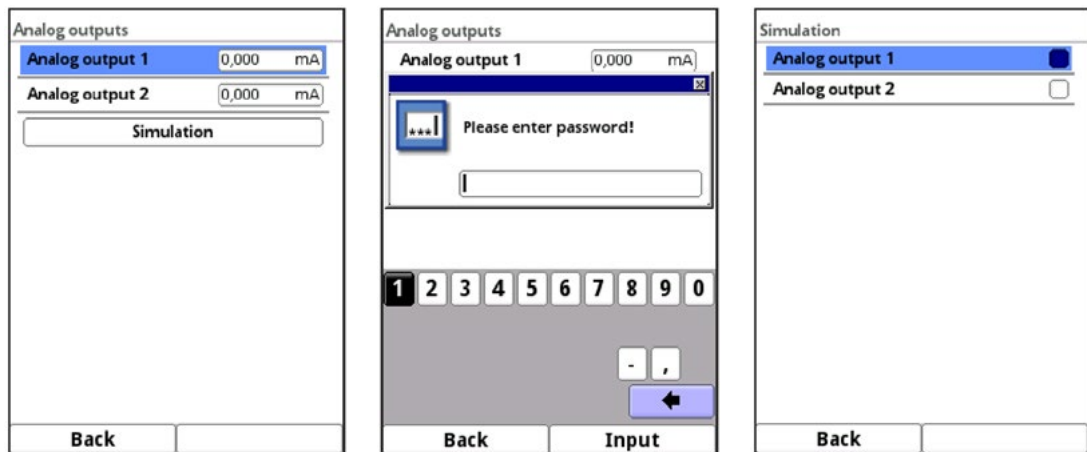 Analog outputs
Analog output 1 0,000 mA
Analog output 2 0,000 mA
Simulation
Back
Analog outputs
Analog output 1 0,000 mA
***
Please enter password!
1 2 3 4 5 6 7 8 9 0
- ,
Back Input
Simulation
Analog output 1
Analog output 2
Back